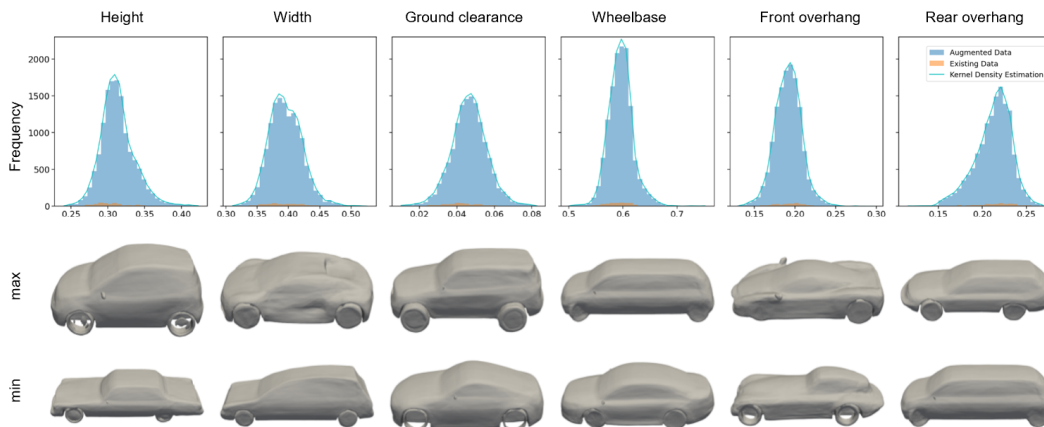 Height Width Ground clearance Wheelbase Front overhang Rear overhang
Augmented Data
Existing Data
Kernel Density Estimation
Frequency
2000
1500
1000
500
0
0.25 0.30 0.35 0.40 0.30 0.35 0.40 0.45 0.50 0.02 0.04 0.06 0.08 0.5 0.6 0.7 0.15 0.20 0.25 0.30 0.15 0.20 0.25
max
min